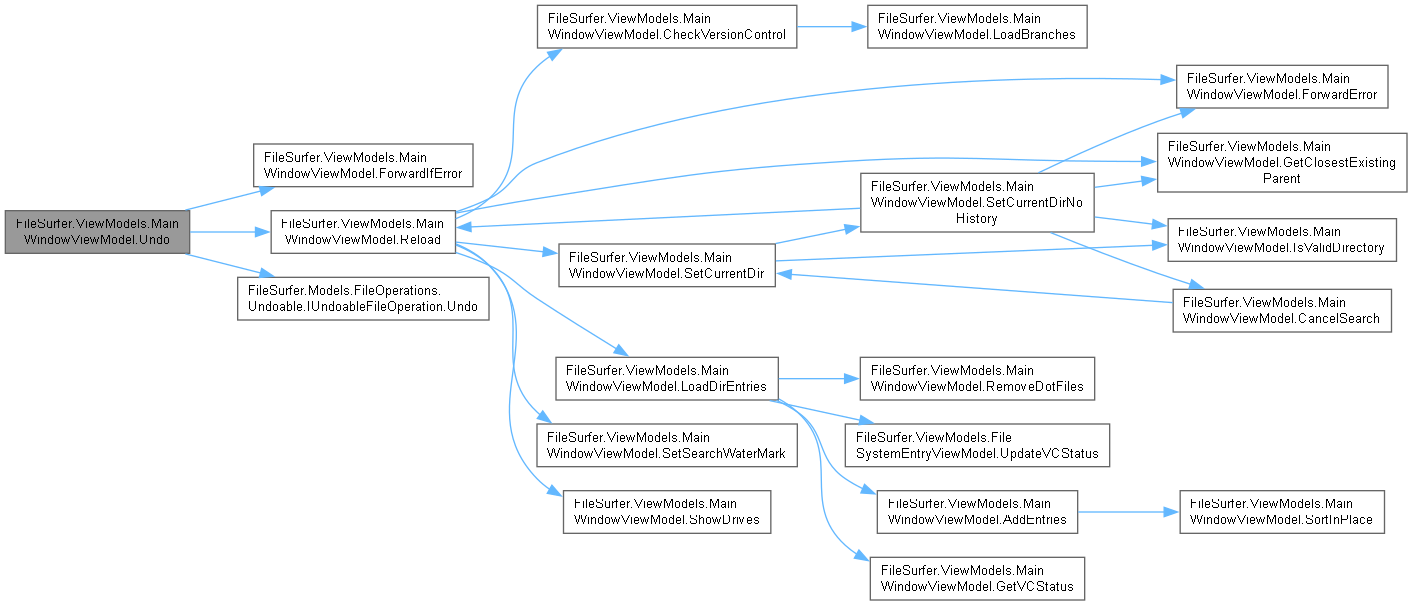 FileSurfer.ViewModels.Main
WindowViewModel.CheckVersionControl
FileSurfer.ViewModels.Main
WindowViewModel.LoadBranches
FileSurfer.ViewModels.Main
WindowViewModel.ForwardError
FileSurfer.ViewModels.Main
WindowViewModel.ForwardIfError
FileSurfer.ViewModels.Main
WindowViewModel.GetClosestExisting
Parent
FileSurfer.ViewModels.Main
WindowViewModel.SetCurrentDirNo
History
FileSurfer.ViewModels.Main
WindowViewModel.Undo
FileSurfer.ViewModels.Main
WindowViewModel.Reload
FileSurfer.ViewModels.Main
WindowViewModel.IsValidDirectory
FileSurfer.ViewModels.Main
WindowViewModel.SetCurrentDir
FileSurfer.Models.FileOperations.
Undoable.IUndoableFileOperation.Undo
FileSurfer.ViewModels.Main
WindowViewModel.CancelSearch
FileSurfer.ViewModels.Main
WindowViewModel.LoadDirEntries
FileSurfer.ViewModels.Main
WindowViewModel.RemoveDotFiles
FileSurfer.ViewModels.Main
WindowViewModel.SetSearchWaterMark
FileSurfer.ViewModels.File
SystemEntryViewModel.UpdateVCStatus
FileSurfer.ViewModels.Main
WindowViewModel.ShowDrives
FileSurfer.ViewModels.Main
WindowViewModel.AddEntries
FileSurfer.ViewModels.Main
WindowViewModel.SortInPlace
FileSurfer.ViewModels.Main
WindowViewModel.GetVCStatus